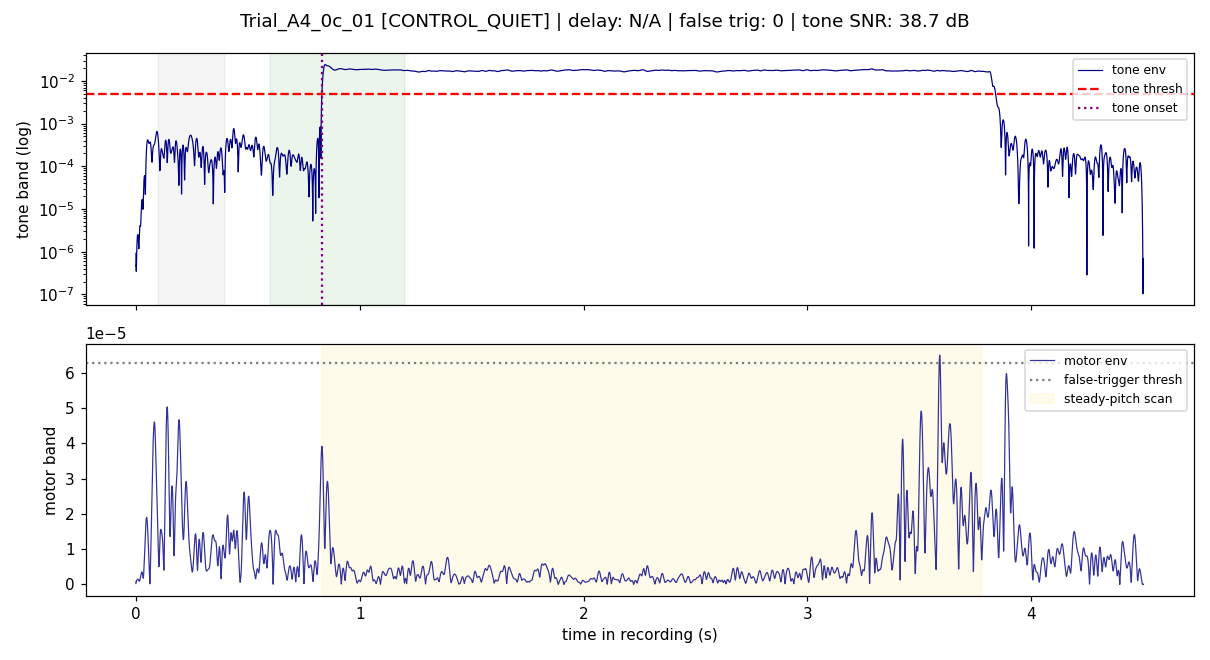 Trial_A4_0c_01 [CONTROL_QUIET] | delay: N/A | false trig: 0 | tone SNR: 38.7 dB
tone band (log)
10⁻²
10⁻³
10⁻⁴
10⁻⁵
10⁻⁶
10⁻⁷
tone env
tone thresh
tone onset
1e−5
motor band
6
5
4
3
2
1
0
motor env
false-trigger thresh
steady-pitch scan
0 1 2 3 4
time in recording (s)